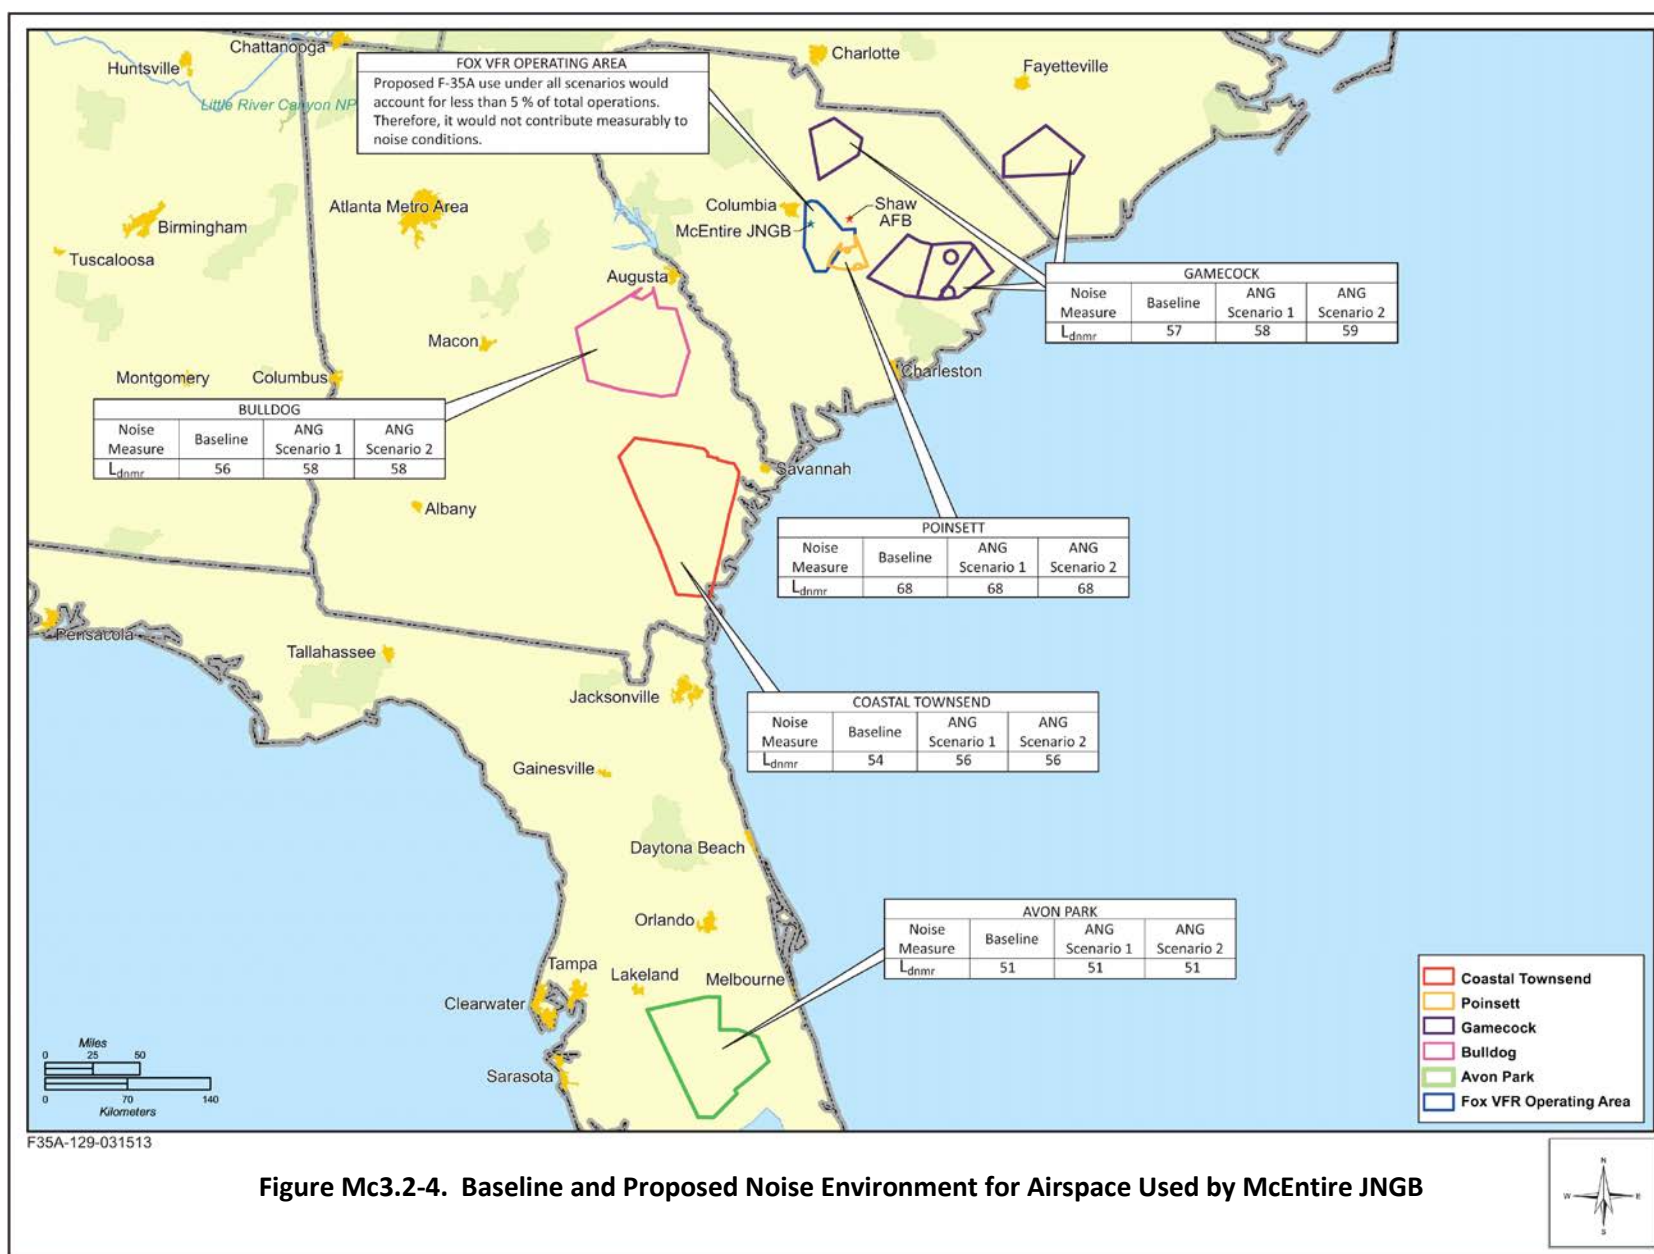 Chattanooga
Huntsville
Little River Canyon NP
Charlotte
Fayetteville
FOX VFR OPERATING AREA
Proposed F-35A use under all scenarios would
account for less than 5 % of total operations.
Therefore, it would not contribute measurably to
noise conditions.
Birmingham
Tuscaloosa
Atlanta Metro Area
Columbia
McEntire JNGB
Shaw
AFB
Augusta
Macon
Montgomery
Columbus
Charleston
GAMECOCK
Noise Measure Baseline ANG Scenario 1 ANG Scenario 2
Ldnmr 57 58 59
BULLDOG
Noise Measure Baseline ANG Scenario 1 ANG Scenario 2
Ldnmr 56 58 58
Savannah
Albany
POINSETT
Noise Measure Baseline ANG Scenario 1 ANG Scenario 2
Ldnmr 68 68 68
Pensacola
Tallahassee
Jacksonville
COASTAL TOWNSEND
Noise Measure Baseline ANG Scenario 1 ANG Scenario 2
Ldnmr 54 56 56
Gainesville
Daytona Beach
Orlando
AVON PARK
Noise Measure Baseline ANG Scenario 1 ANG Scenario 2
Ldnmr 51 51 51
Tampa
Lakeland
Melbourne
Clearwater
Sarasota
Miles
0 25 50
0 70 140
Kilometers
Coastal Townsend
Poinsett
Gamecock
Bulldog
Avon Park
Fox VFR Operating Area
F35A-129-031513
Figure Mc3.2-4. Baseline and Proposed Noise Environment for Airspace Used by McEntire JNGB
N
W E
S